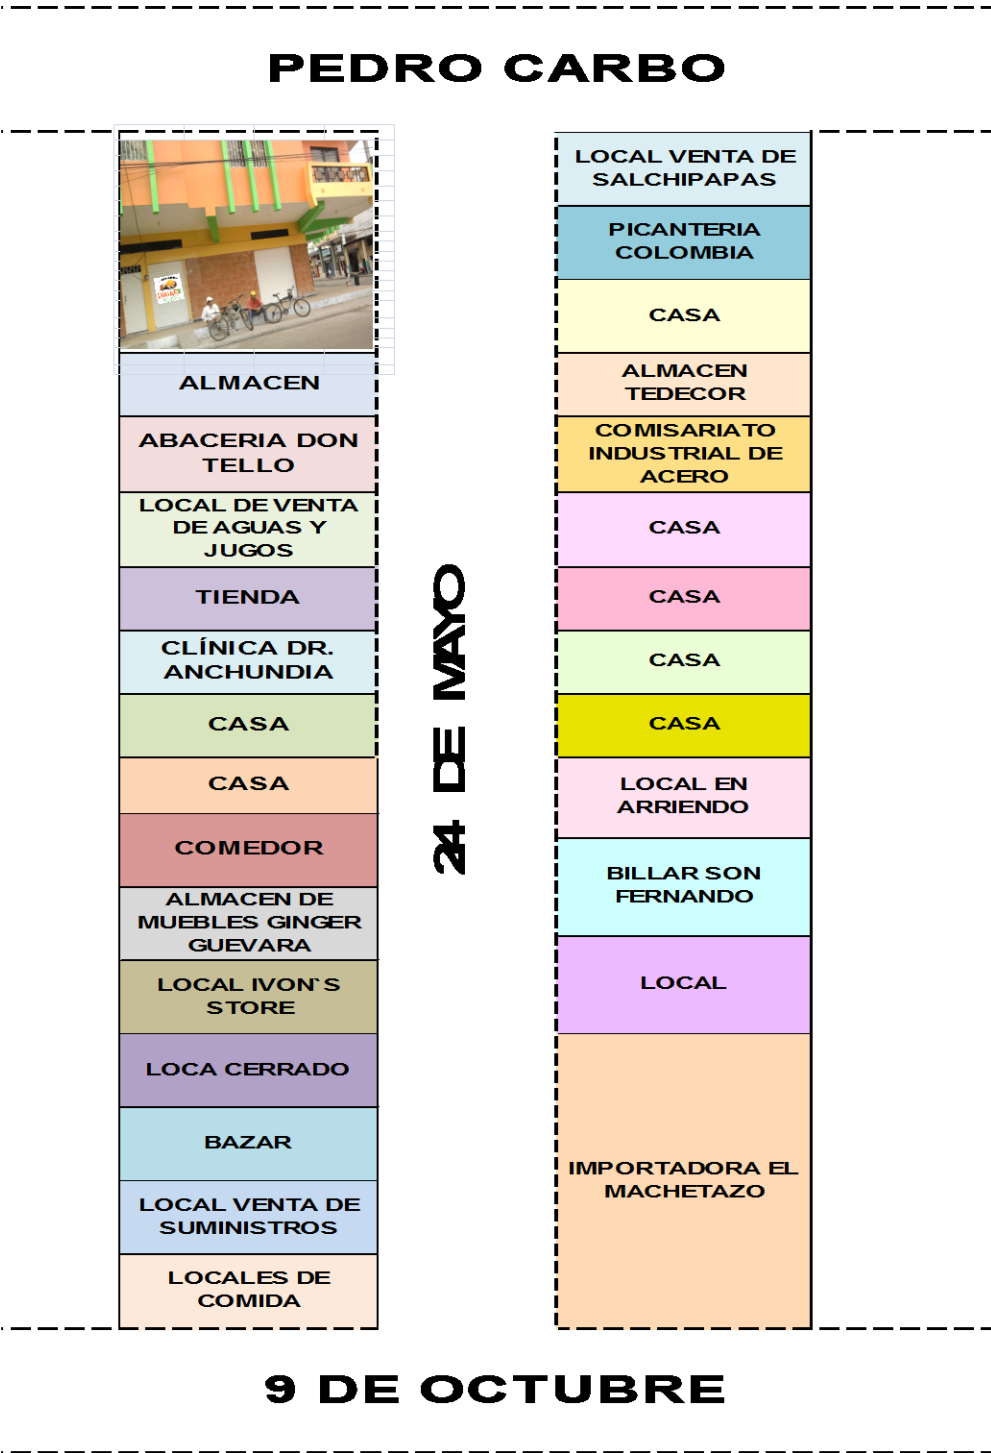 PEDRO CARBO
ALMACEN
ABACERIA DON
TELLO
LOCAL DE VENTA
DE AGUAS Y
JUGOS
TIENDA
CLÍNICA DR.
ANCHUNDIA
CASA
CASA
COMEDOR
ALMACEN DE
MUEBLES GINGER
GUEVARA
LOCAL IVON`S
STORE
LOCA CERRADO
BAZAR
LOCAL VENTA DE
SUMINISTROS
LOCALES DE
COMIDA
24 DE MAYO
LOCAL VENTA DE
SALCHIPAPAS
PICANTERIA
COLOMBIA
CASA
ALMACEN
TEDECOR
COMISARIATO
INDUSTRIAL DE
ACERO
CASA
CASA
CASA
CASA
LOCAL EN
ARRIENDO
BILLAR SON
FERNANDO
LOCAL
IMPORTADORA EL
MACHETAZO
9 DE OCTUBRE